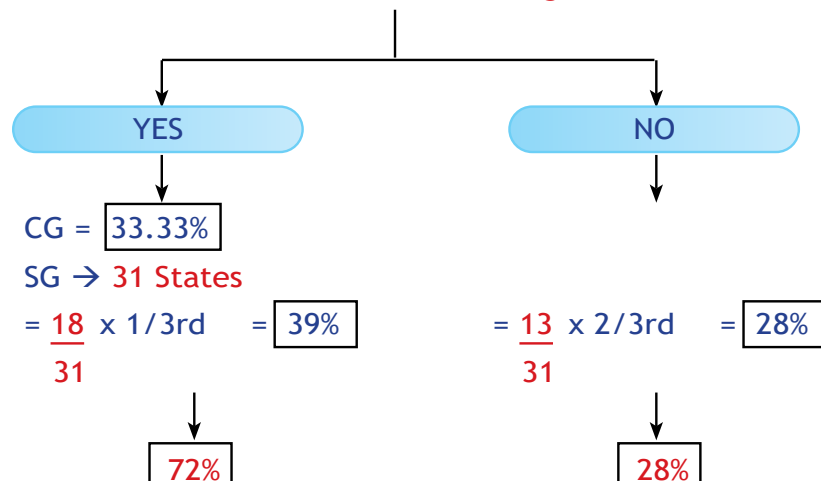 YES
NO
CG = 33.33%
SG → 31 States
= 18 x 1/3rd = 39%
31
= 13 x 2/3rd = 28%
31
72%
28%